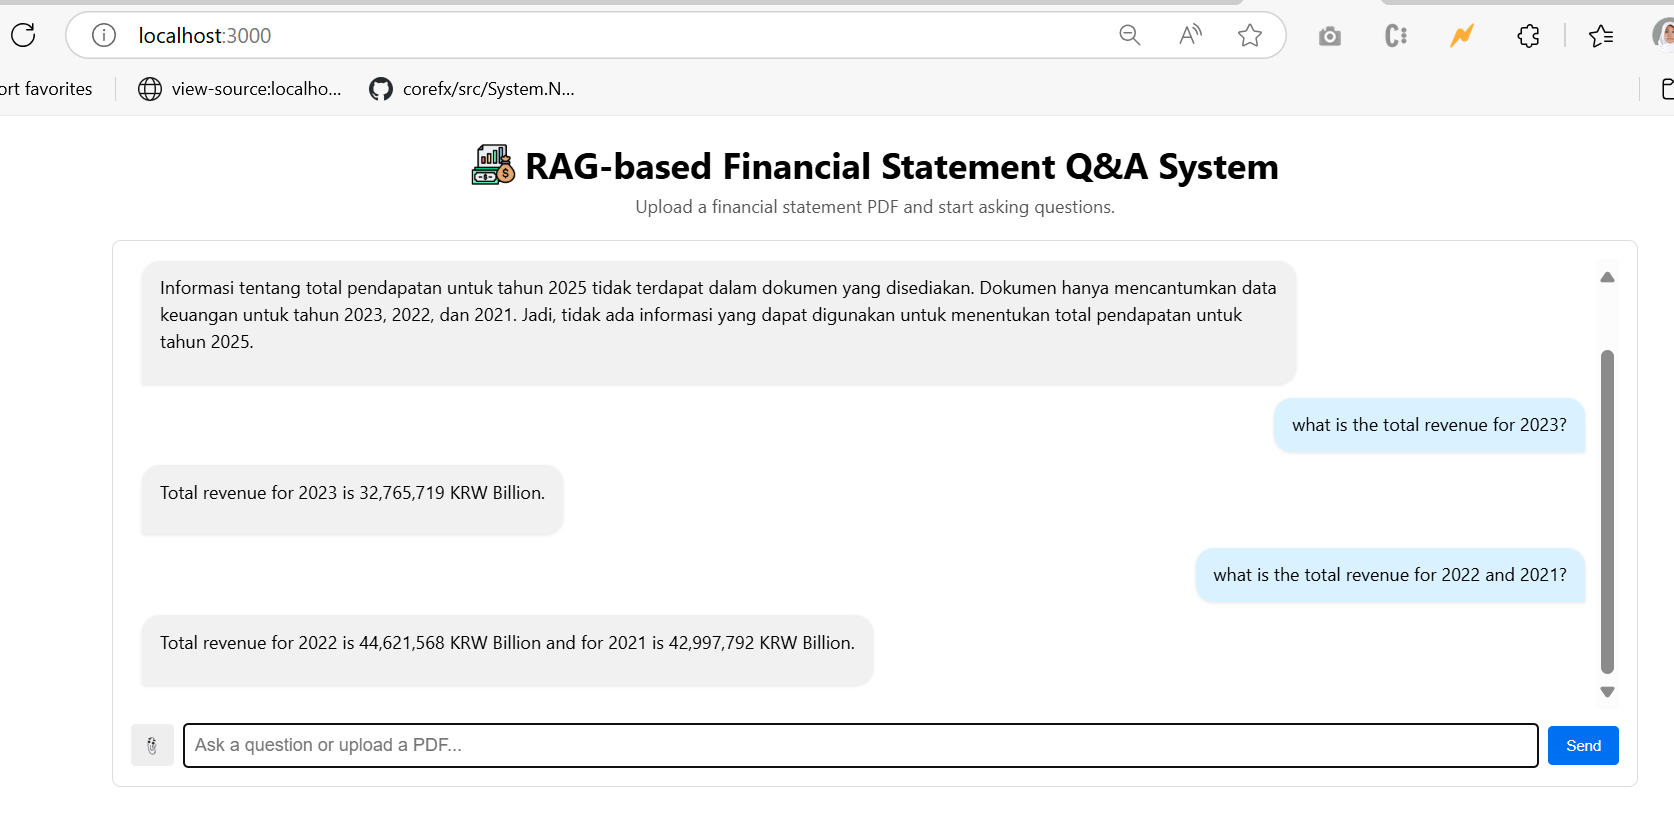 localhost:3000
ort favorites
view-source:localho...
corefx/src/System.N...
RAG-based Financial Statement Q&A System
Upload a financial statement PDF and start asking questions.
Informasi tentang total pendapatan untuk tahun 2025 tidak terdapat dalam dokumen yang disediakan. Dokumen hanya mencantumkan data
keuangan untuk tahun 2023, 2022, dan 2021. Jadi, tidak ada informasi yang dapat digunakan untuk menentukan total pendapatan untuk
tahun 2025.
what is the total revenue for 2023?
Total revenue for 2023 is 32,765,719 KRW Billion.
what is the total revenue for 2022 and 2021?
Total revenue for 2022 is 44,621,568 KRW Billion and for 2021 is 42,997,792 KRW Billion.
Ask a question or upload a PDF...
Send